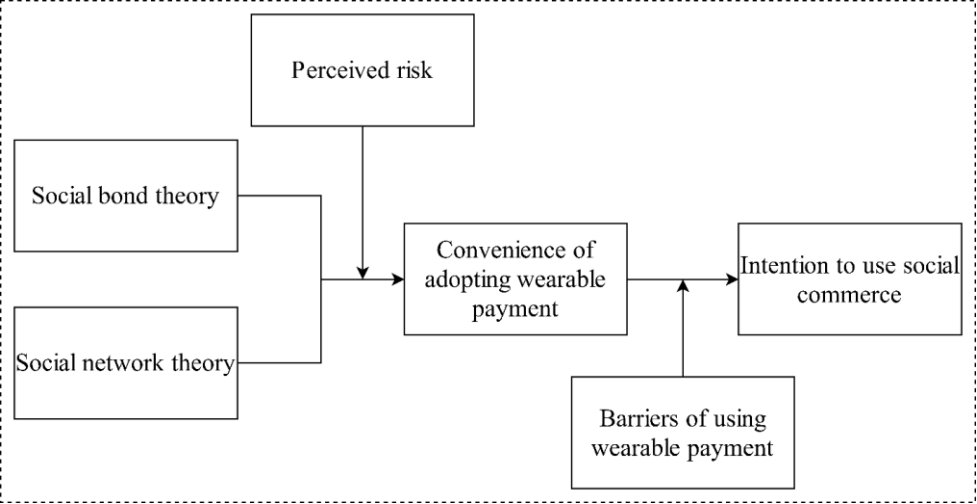 Perceived risk
Social bond theory
Convenience of
adopting wearable
payment
Intention to use social
commerce
Social network theory
Barriers of using
wearable payment